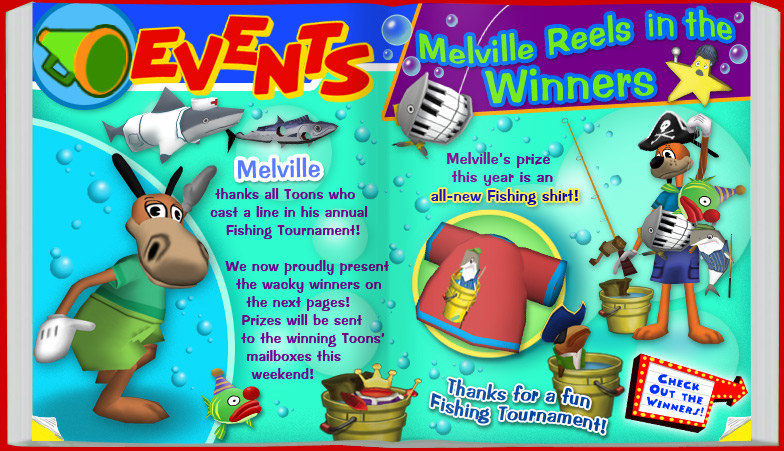 EVENTS
Melville
thanks all Toons who
cast a line in his annual
Fishing Tournament!
We now proudly present
the wacky winners on
the next pages!
Prizes will be sent
to the winning Toons'
mailboxes this
weekend!
Melville Reels in the
Winners
Melville's prize
this year is an
all-new Fishing shirt!
Thanks for a fun
Fishing Tournament!
CHECK
OUT THE
WINNERS!